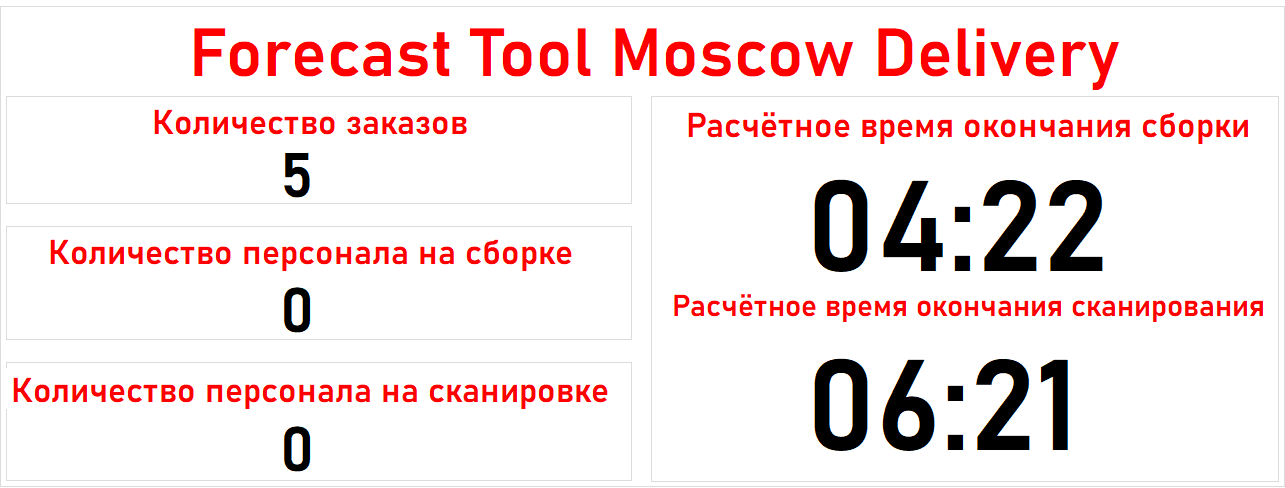 Forecast Tool Moscow Delivery
Количество заказов
5
Количество персонала на сборке
0
Количество персонала на сканировке
0
Расчётное время окончания сборки
04:22
Расчётное время окончания сканирования
06:21